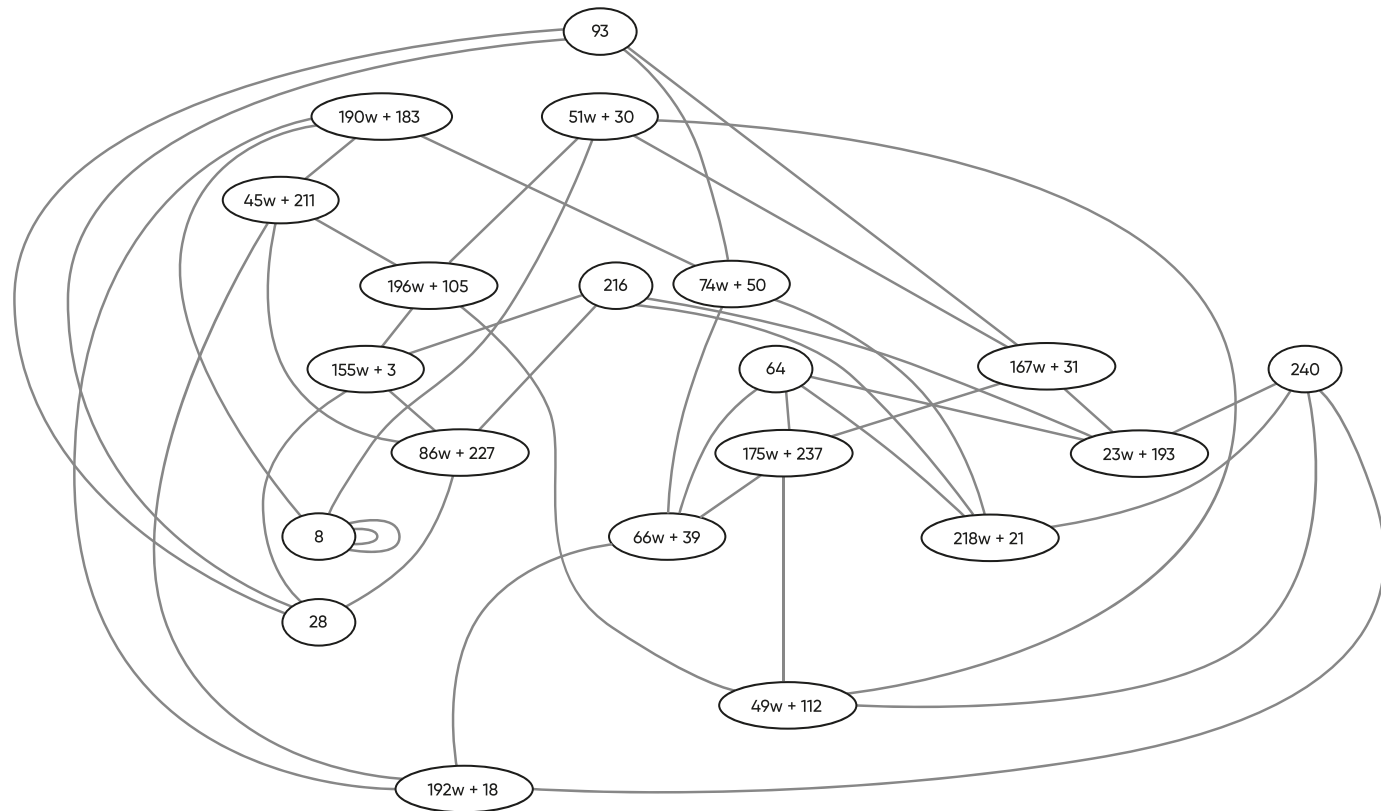 93
190w + 183
51w + 30
45w + 211
196w + 105
216
74w + 50
155w + 3
64
167w + 31
240
86w + 227
175w + 237
23w + 193
8
66w + 39
218w + 21
28
49w + 112
192w + 18